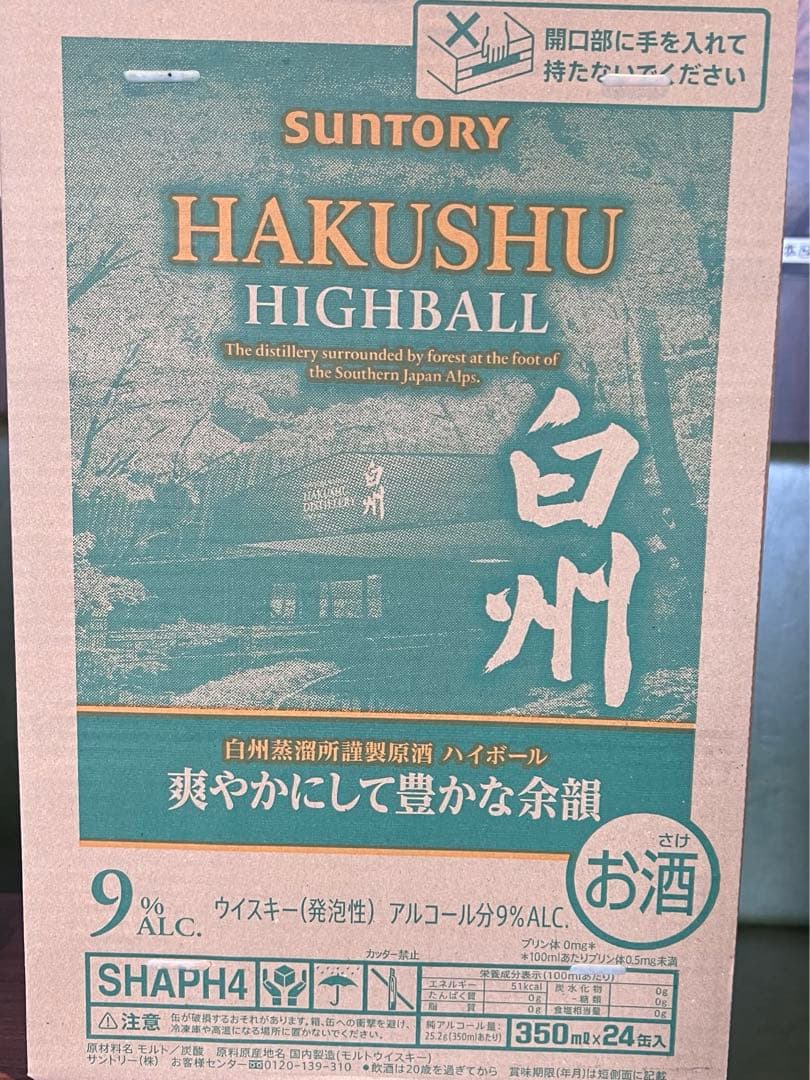 開口部に手を入れて
持たないでください
SUNTORY
HAKUSHU
HIGHBALL
The distillery surrounded by forest at the foot of
the Southern Japan Alps.
白州
HAKUSHU
DISTILLERY
白州
白州蒸溜所謹製原酒 ハイボール
爽やかにして豊かな余韻
さけ
お酒
9%
ALC.
ウイスキー(発泡性) アルコール分9%ALC.
プリン体 0mg*
*100mlあたりプリン体0.5mg未満
カッター禁止
SHAPH4
栄養成分表示(100mlあたり)
エネルギー 51kcal 炭水化物 0g
たんぱく質 0g -糖類 0g
脂質 0g 食塩相当量 0g
⚠注意 缶が破損するおそれがあります。箱、缶への衝撃を避け、
冷凍庫や高温になる場所に置かないでください。
純アルコール量:
25.2g(350mlあたり)
350ml×24缶入
原材料名 モルト/炭酸 原料原産地名 国内製造(モルトウイスキー)
サントリー(株) お客様センター 0120-139-310 ●飲酒は20歳を過ぎてから 賞味期限(年月)は短側面に記載